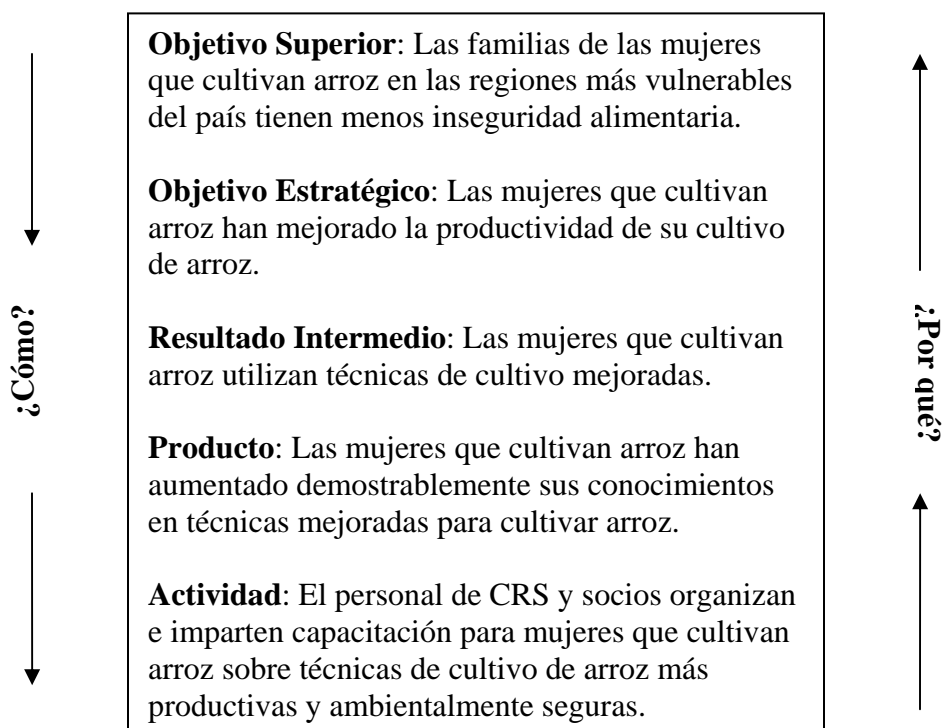 Objetivo Superior: Las familias de las mujeres
que cultivan arroz en las regiones más vulnerables
del país tienen menos inseguridad alimentaria.
Objetivo Estratégico: Las mujeres que cultivan
arroz han mejorado la productividad de su cultivo
de arroz.
¿Cómo?
Resultado Intermedio: Las mujeres que cultivan
arroz utilizan técnicas de cultivo mejoradas.
¿Por qué?
Producto: Las mujeres que cultivan arroz han
aumentado demostrablemente sus conocimientos
en técnicas mejoradas para cultivar arroz.
Actividad: El personal de CRS y socios organizan
e imparten capacitación para mujeres que cultivan
arroz sobre técnicas de cultivo de arroz más
productivas y ambientalmente seguras.